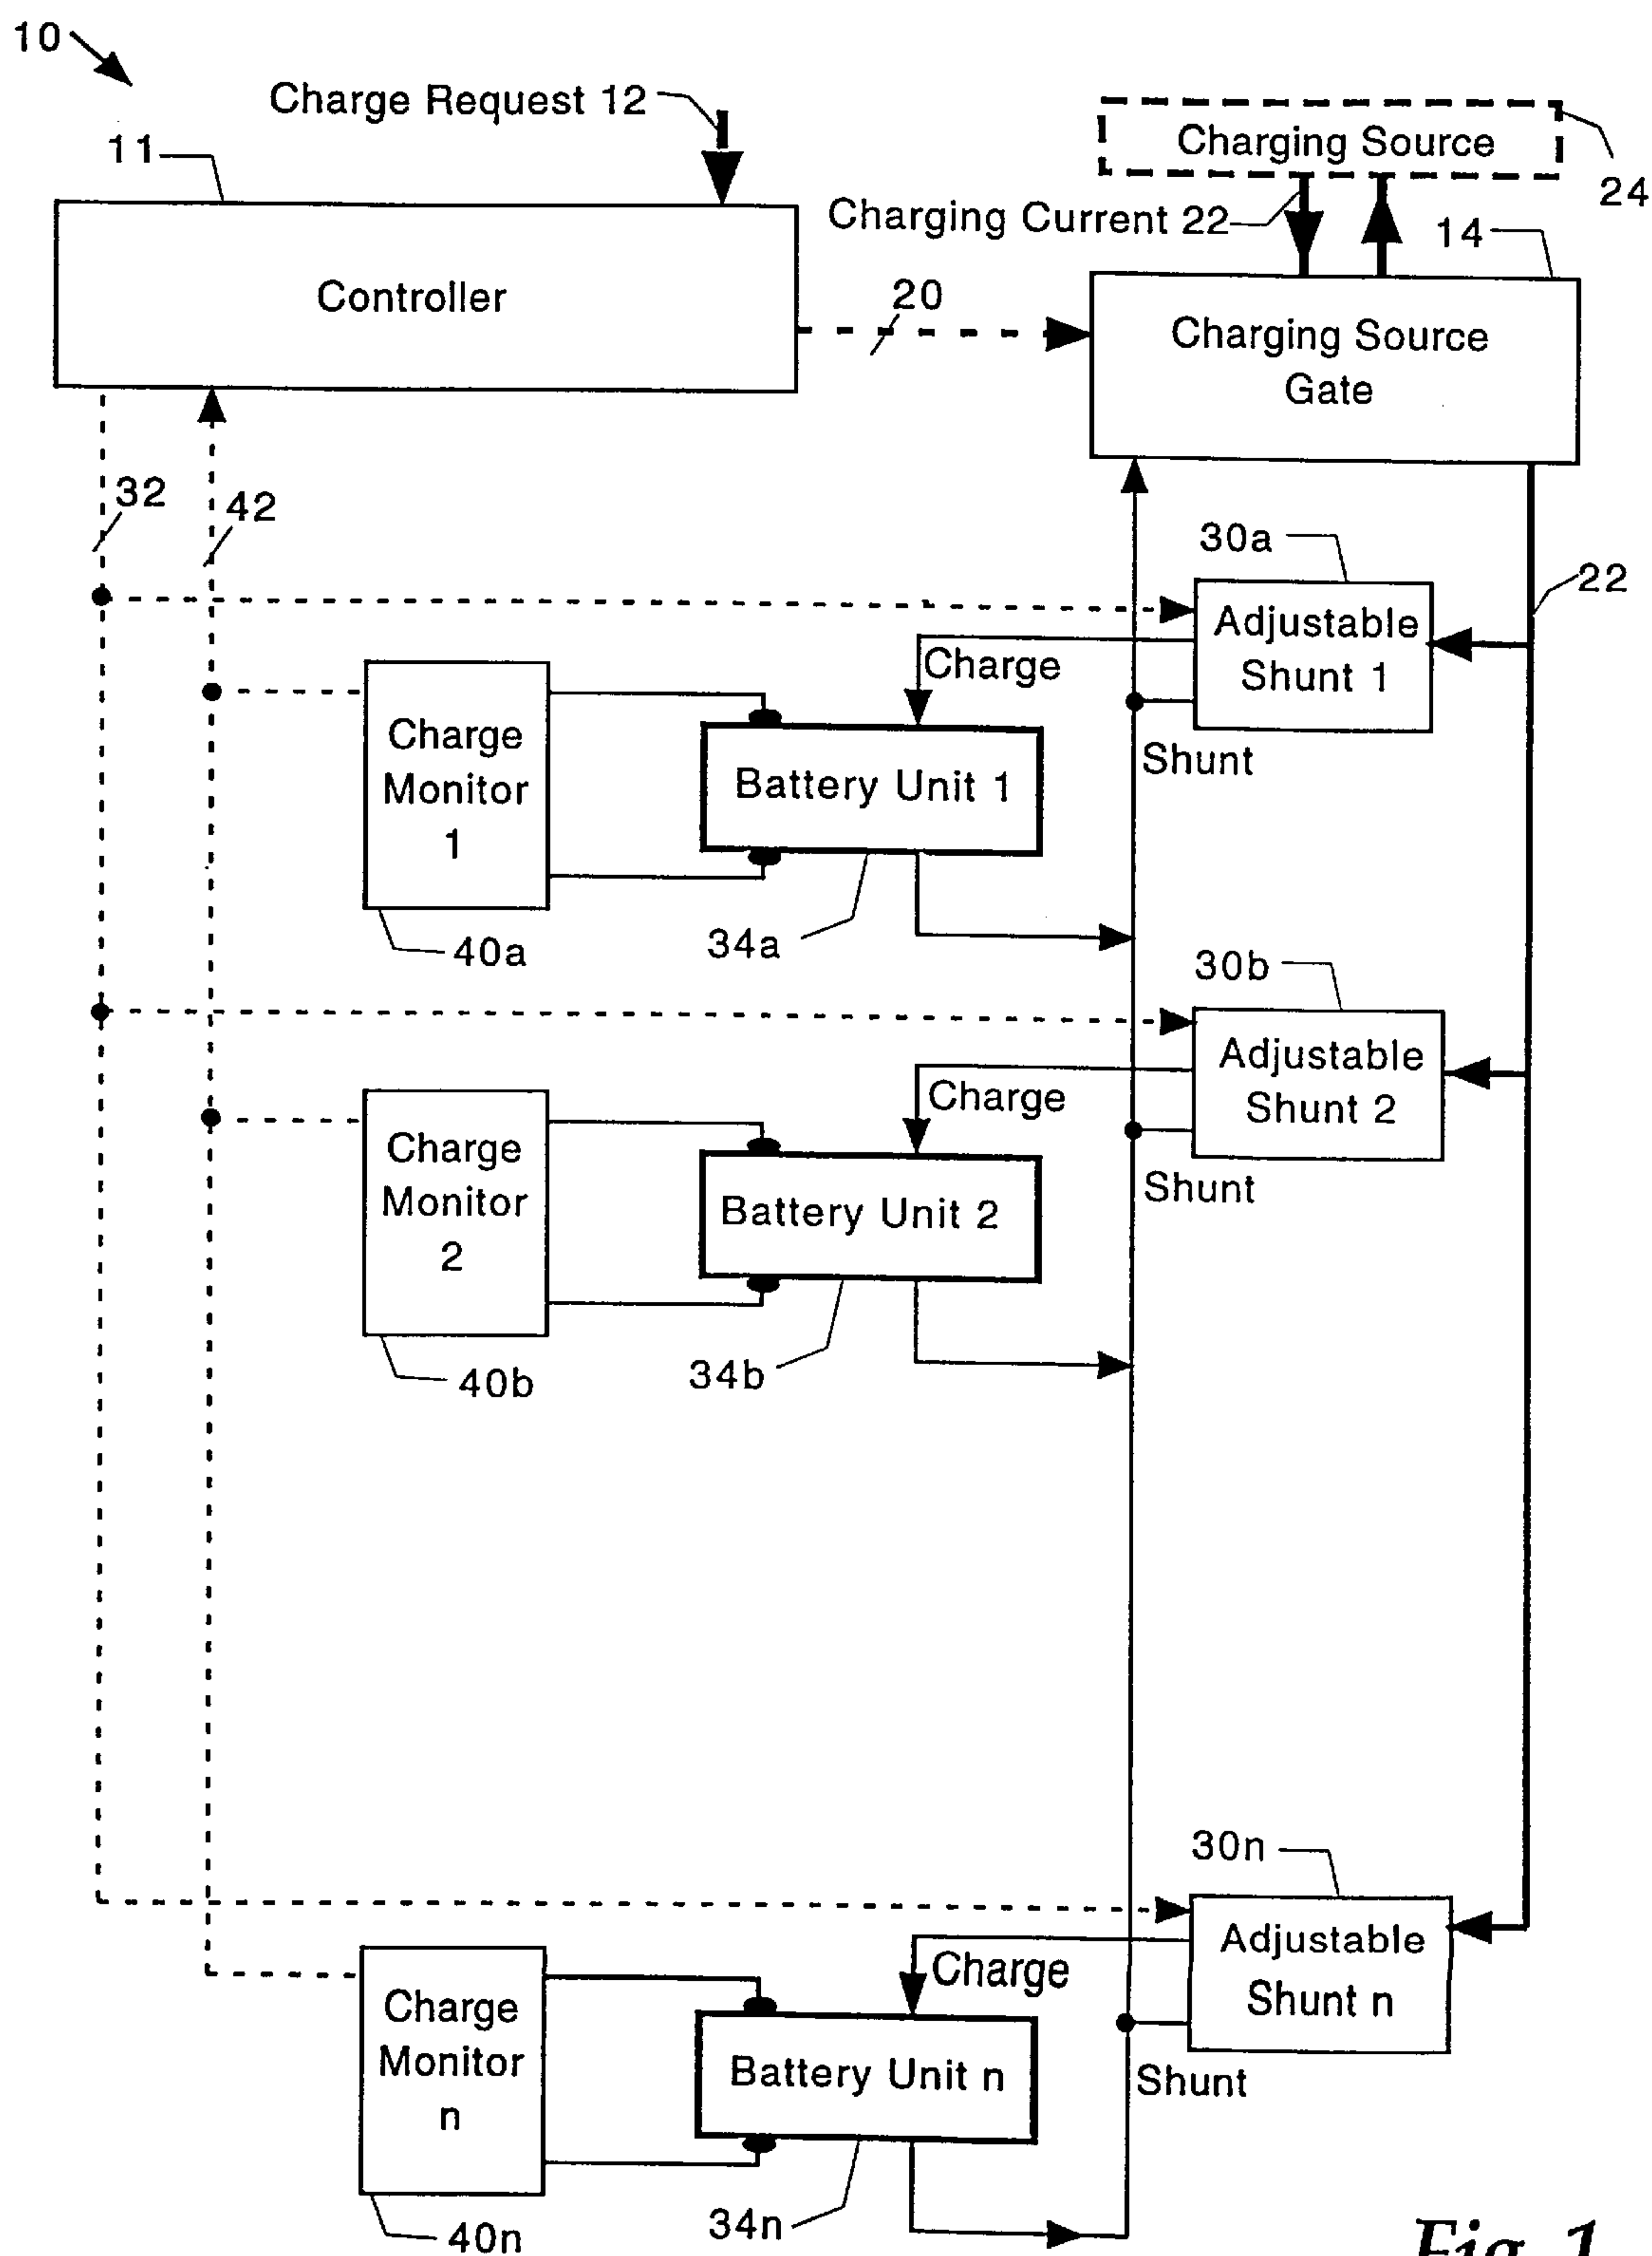 10
Charge Request 12
11
Controller
Charging Source
24
Charging Current 22
14
20
Charging Source
Gate
32
42
30a
22
Adjustable
Shunt 1
Charge
Shunt
Charge
Monitor
1
Battery Unit 1
40a
34a
30b
Adjustable
Shunt 2
Charge
Shunt
Charge
Monitor
2
Battery Unit 2
40b
34b
30n
Adjustable
Shunt n
Charge
Shunt
Charge
Monitor
n
Battery Unit n
40n
34n
Fig. 1